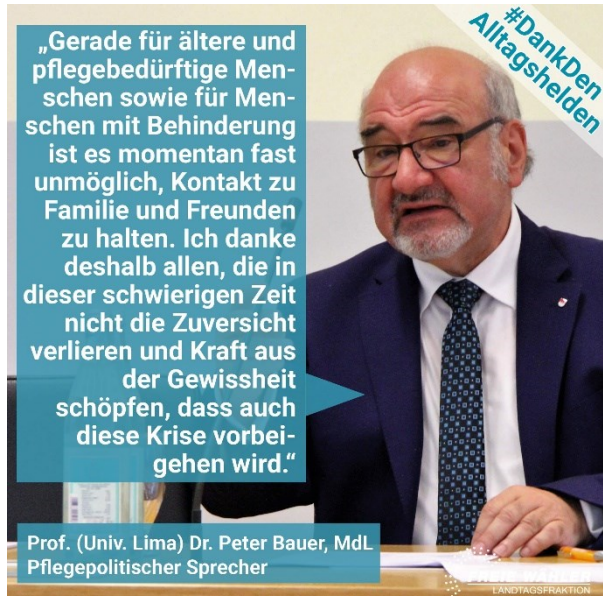 #DankDen
Alltagshelden
„Gerade für ältere und
pflegebedürftige Men-
schen sowie für Men-
schen mit Behinderung
ist es momentan fast
unmöglich, Kontakt zu
Familie und Freunden
zu halten. Ich danke
deshalb allen, die in
dieser schwierigen Zeit
nicht die Zuversicht
verlieren und Kraft aus
der Gewissheit
schöpfen, dass auch
diese Krise vorbei-
gehen wird.“
Prof. (Univ. Lima) Dr. Peter Bauer, MdL
Pflegepolitischer Sprecher
FREIE WÄHLER
LANDTAGSFRAKTION